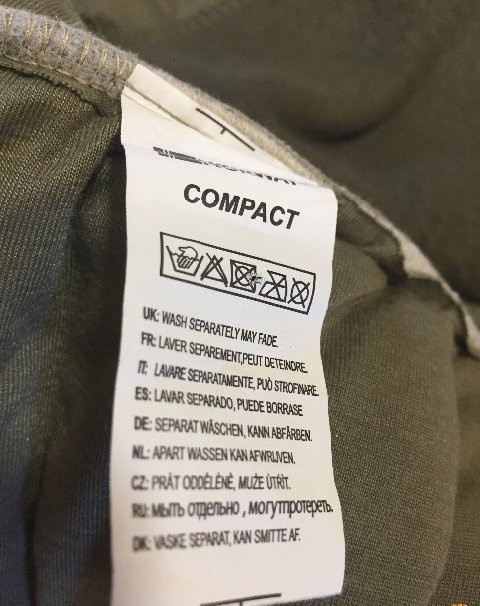 COMPACT
UK: WASH SEPARATELY MAY FADE.
FR: LAVER SEPAREMENT,PEUT DETEINDRE.
IT: LAVARE SEPARATAMENTE, PUÒ STROFINARE.
ES: LAVAR SEPARADO, PUEDE BORRASE
DE: SEPARAT WÄSCHEN, KANN ABFÄRBEN.
NL: APART WASSEN KAN AFWRIJVEN.
CZ: PRÀT ODDĚLENĚ, MUŽE ÚTŘÍT.
RU: МЫТЬ отдельно , могутпротереть.
DK: VASKE SEPARAT, KAN SMITTE AF.